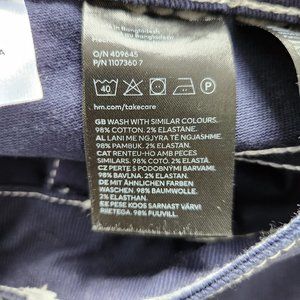 A
Made in Bangladesh
O/N 409645
P/N 1107360 7
40
hm.com/takecare
GB WASH WITH SIMILAR COLOURS.
98% COTTON. 2% ELASTANE.
AL LANI ME NGJYRA TË NGJASHME.
98% PAMBUK. 2% ELASTAN.
CAT RENTEU-HO AMB PECES
SIMILARS. 98% COTÓ. 2% ELASTÀ.
CZ PERTE S PODOBNÝMI BARVAMI.
98% BAVLNA. 2% ELASTAN.
DE MIT ÄHNLICHEN FARBEN
WASCHEN. 98% BAUMWOLLE.
2% ELASTHAN.
EE PESE KOOS SARNAST VÄRVI
RIIETEGA. 98% PUUVILL.